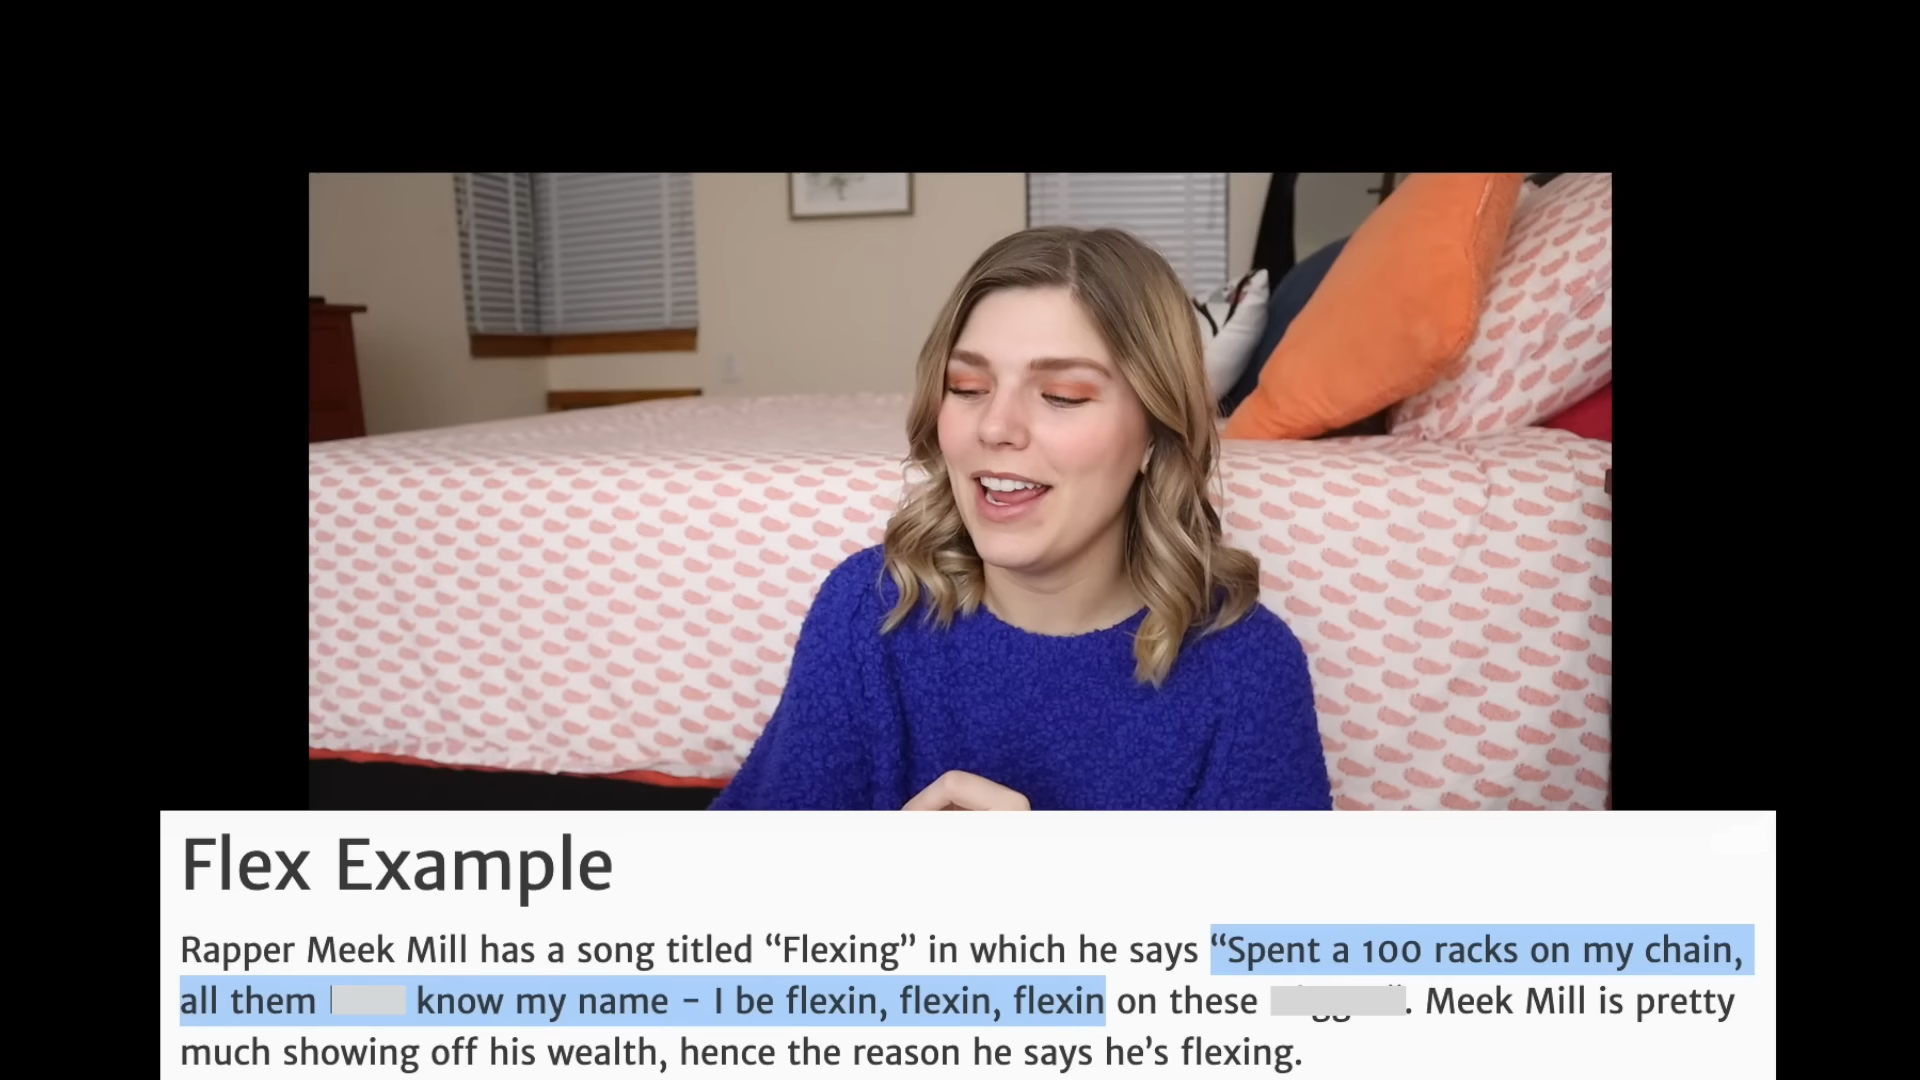 Flex Example
Rapper Meek Mill has a song titled “Flexing” in which he says “Spent a 100 racks on my chain,
all them know my name – I be flexin, flexin, flexin on these . Meek Mill is pretty
much showing off his wealth, hence the reason he says he’s flexing.